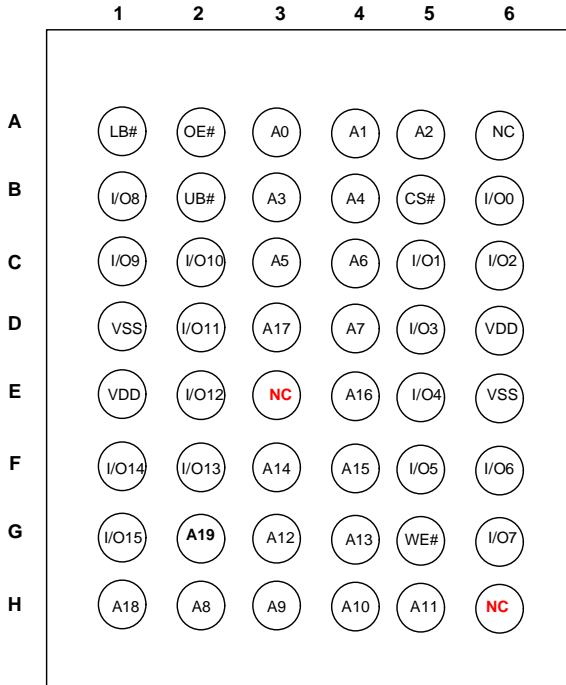 1 2 3 4 5 6
A LB# OE# A0 A1 A2 NC
B I/O8 UB# A3 A4 CS# I/O0
C I/O9 I/O10 A5 A6 I/O1 I/O2
D VSS I/O11 A17 A7 I/O3 VDD
E VDD I/O12 NC A16 I/O4 VSS
F I/O14 I/O13 A14 A15 I/O5 I/O6
G I/O15 A19 A12 A13 WE# I/O7
H A18 A8 A9 A10 A11 NC